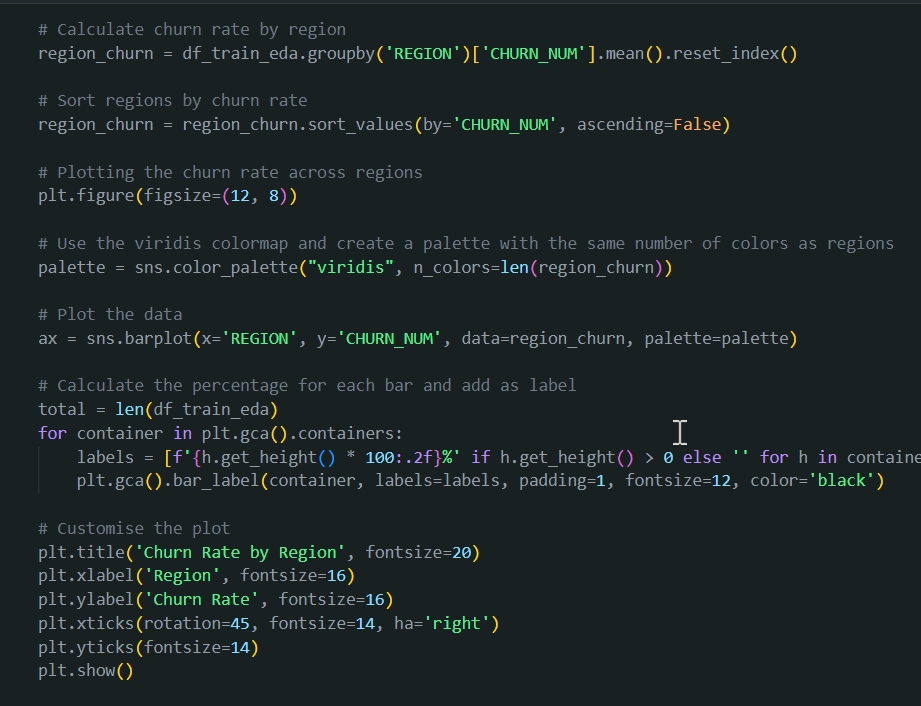 # Calculate churn rate by region
region_churn = df_train_eda.groupby('REGION')['CHURN_NUM'].mean().reset_index()
# Sort regions by churn rate
region_churn = region_churn.sort_values(by='CHURN_NUM', ascending=False)
# Plotting the churn rate across regions
plt.figure(figsize=(12, 8))
# Use the viridis colormap and create a palette with the same number of colors as regions
palette = sns.color_palette("viridis", n_colors=len(region_churn))
# Plot the data
ax = sns.barplot(x='REGION', y='CHURN_NUM', data=region_churn, palette=palette)
# Calculate the percentage for each bar and add as label
total = len(df_train_eda)
for container in plt.gca().containers:
    labels = [f'{h.get_height() * 100:.2f}%' if h.get_height() > 0 else '' for h in containe
    plt.gca().bar_label(container, labels=labels, padding=1, fontsize=12, color='black')
# Customise the plot
plt.title('Churn Rate by Region', fontsize=20)
plt.xlabel('Region', fontsize=16)
plt.ylabel('Churn Rate', fontsize=16)
plt.xticks(rotation=45, fontsize=14, ha='right')
plt.yticks(fontsize=14)
plt.show()